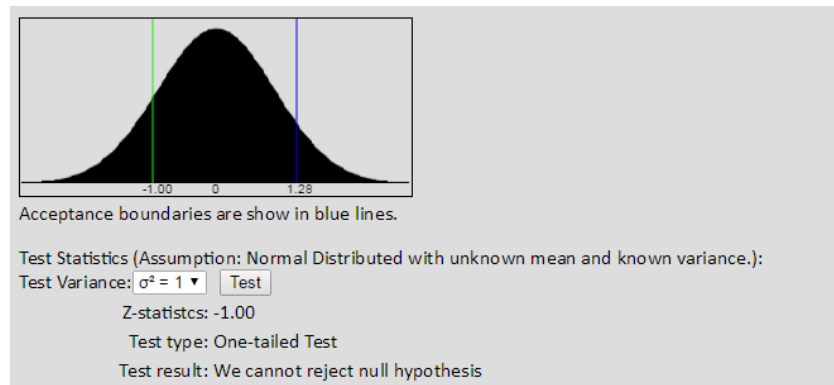 -1.00 0 1.28
Acceptance boundaries are show in blue lines.
Test Statistics (Assumption: Normal Distributed with unknown mean and known variance.):
Test Variance: σ² = 1 ▼ Test
Z-statistcs: -1.00
Test type: One-tailed Test
Test result: We cannot reject null hypothesis